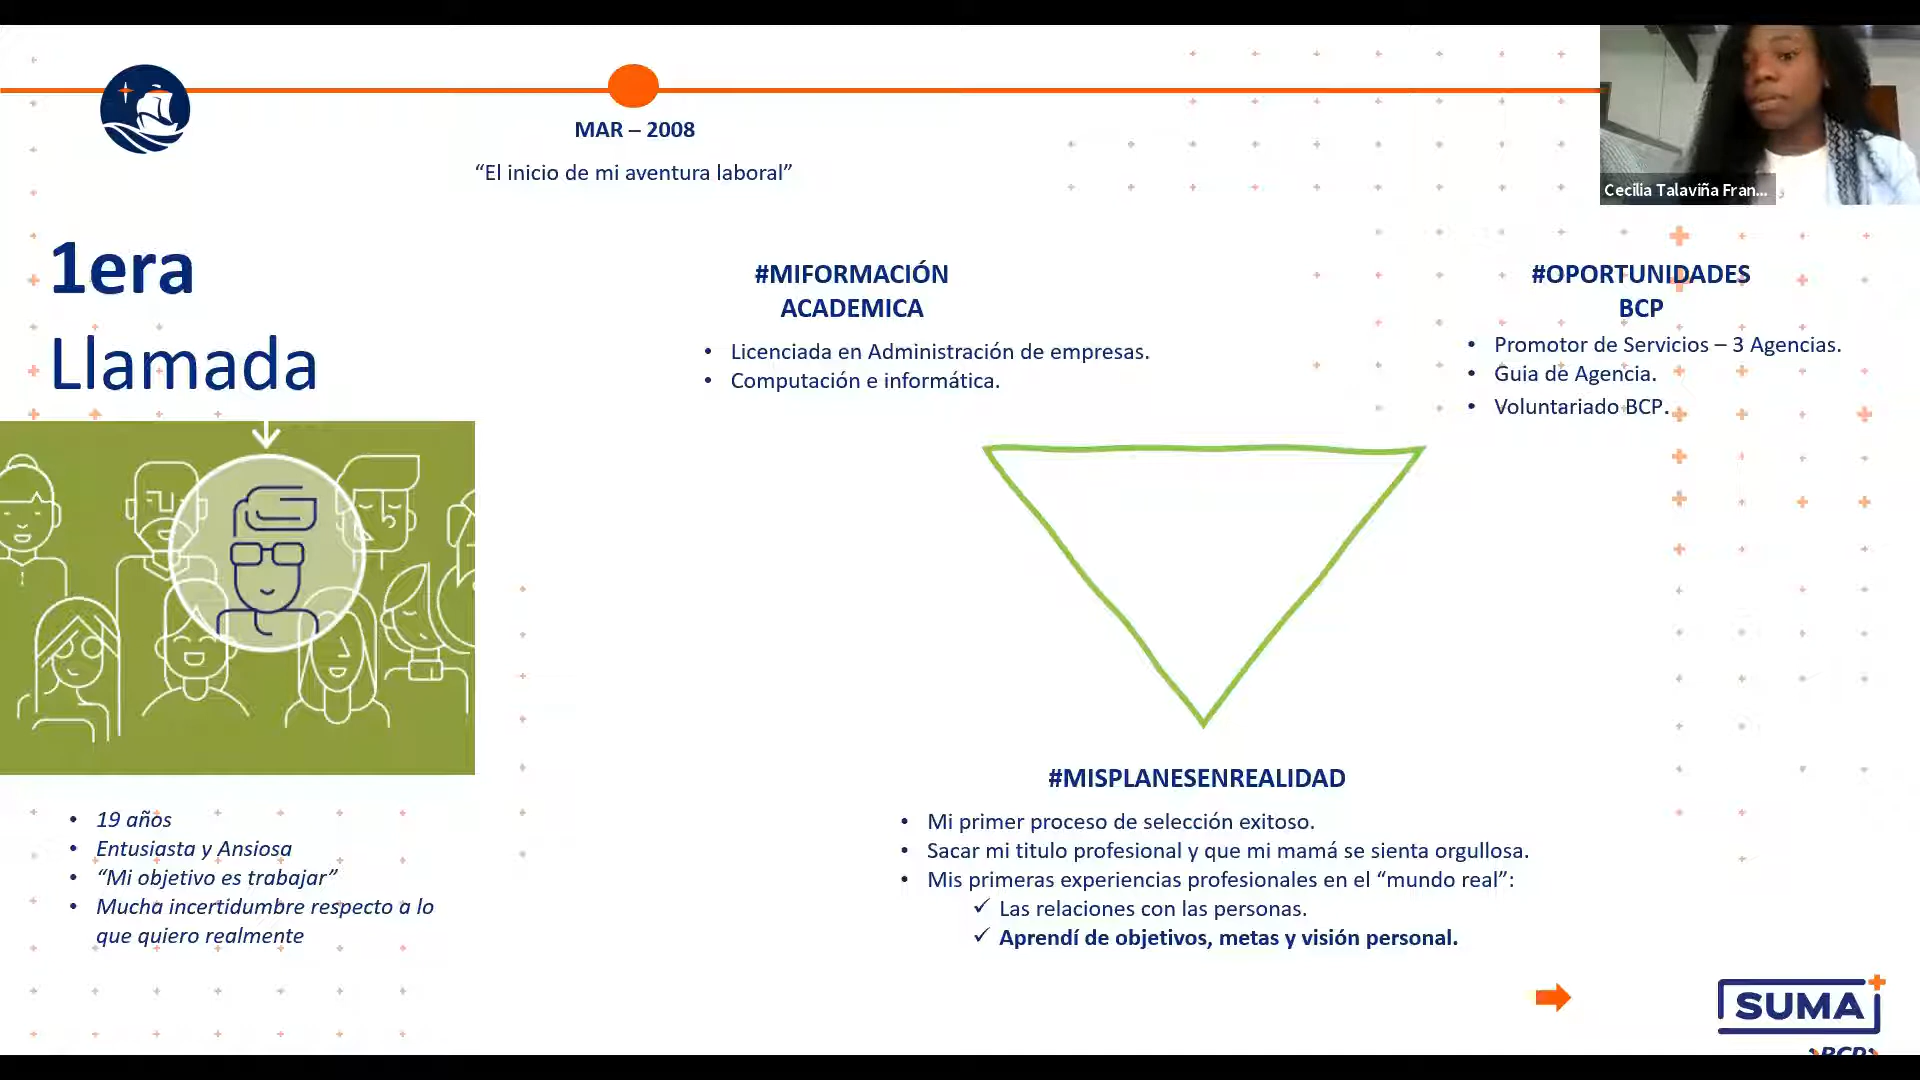 MAR – 2008
“El inicio de mi aventura laboral”
Cecilia Talaviña Fran...
1era
Llamada
#MIFORMACIÓN
ACADEMICA
• Licenciada en Administración de empresas.
• Computación e informática.
#OPORTUNIDADES
BCP
• Promotor de Servicios – 3 Agencias.
• Guia de Agencia.
• Voluntariado BCP.
• 19 años
• Entusiasta y Ansiosa
• “Mi objetivo es trabajar”
• Mucha incertidumbre respecto a lo
que quiero realmente
#MISPLANESENREALIDAD
• Mi primer proceso de selección exitoso.
• Sacar mi titulo profesional y que mi mamá se sienta orgullosa.
• Mis primeras experiencias profesionales en el “mundo real”:
✓ Las relaciones con las personas.
✓ Aprendí de objetivos, metas y visión personal.
SUMA
BCP